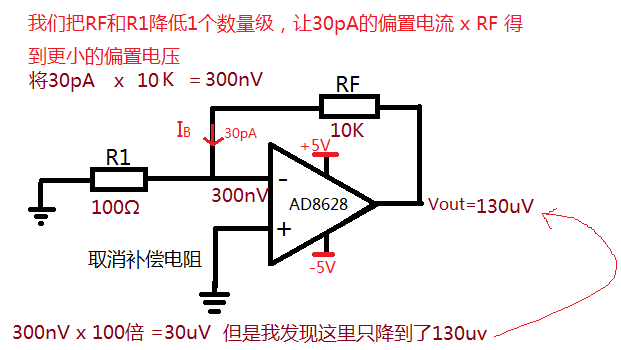 我们把RF和R1降低1个数量级，让30pA的偏置电流 x RF 得
到更小的偏置电压
将30pA x 10K =300nV
RF
IB 30pA
10K
+5V
R1
300nV
-
100Ω
AD8628
Vout=130uV
+
取消补偿电阻
-5V
300nV x 100倍 =30uV 但是我发现这里只降到了130uv